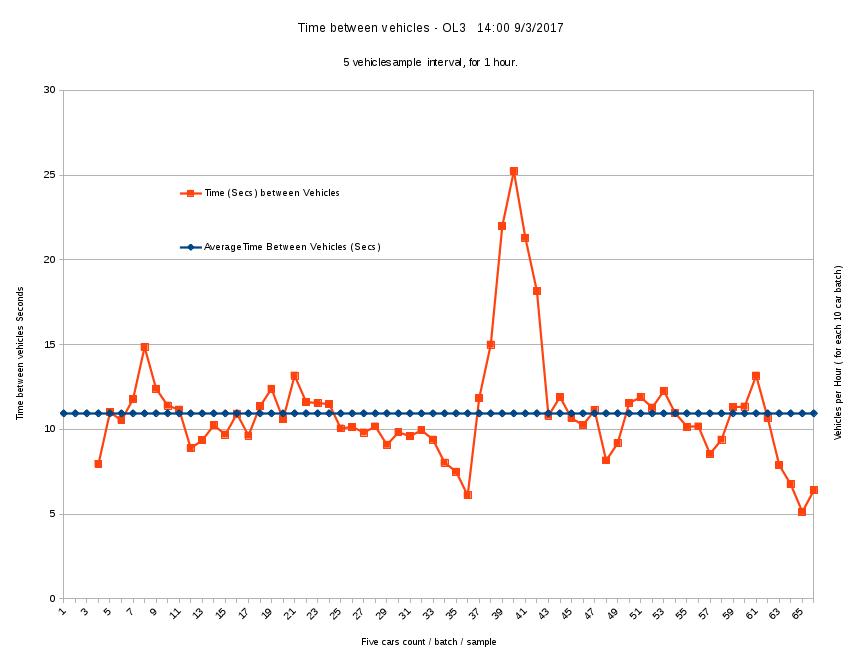 Time between vehicles - OL3 14:00 9/3/2017
5 vehiclesample interval, for 1 hour.
30
25
20
15
10
5
0
Time between vehicles Seconds
Time (Secs) between Vehicles
AverageTime Between Vehicles (Secs)
Vehicles per Hour ( for each 10 car batch)
1 3 5 7 9 11 13 15 17 19 21 23 25 27 29 31 33 35 37 39 41 43 45 47 49 51 53 55 57 59 61 63 65
Five cars count / batch / sample